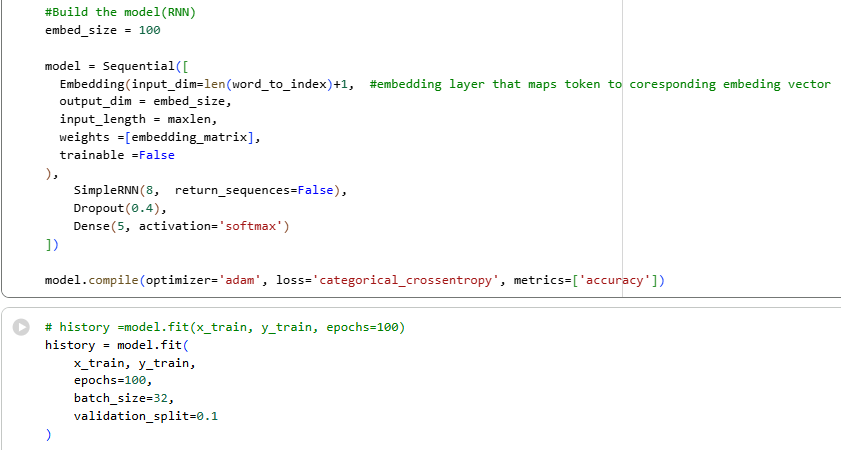 #Build the model(RNN)
embed_size = 100
model = Sequential([
Embedding(input_dim=len(word_to_index)+1,  #embedding layer that maps token to coresponding embeding vector
output_dim = embed_size,
input_length = maxlen,
weights =[embedding_matrix],
trainable =False
),
SimpleRNN(8,  return_sequences=False),
Dropout(0.4),
Dense(5, activation='softmax')
])
model.compile(optimizer='adam', loss='categorical_crossentropy', metrics=['accuracy'])
# history =model.fit(x_train, y_train, epochs=100)
history = model.fit(
x_train, y_train,
epochs=100,
batch_size=32,
validation_split=0.1
)